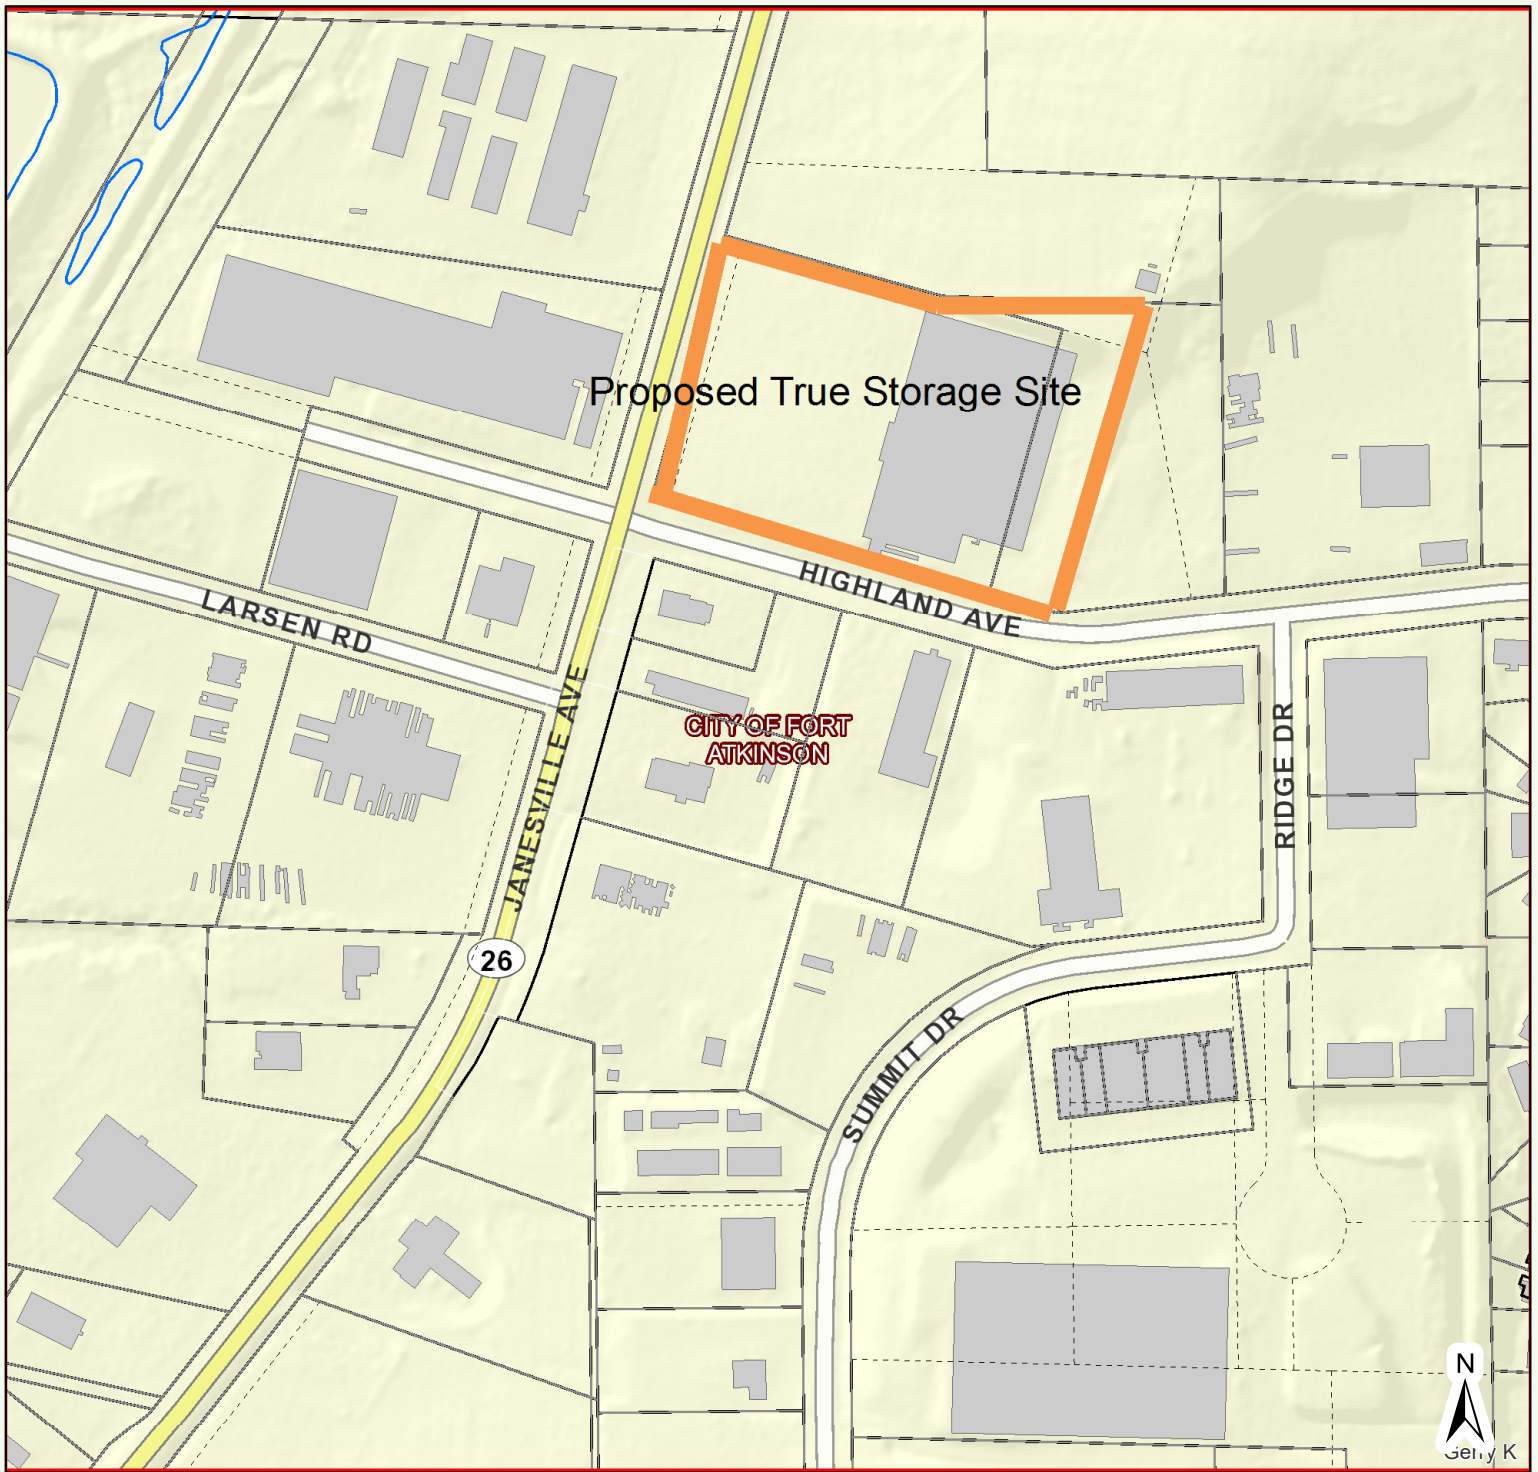 Proposed True Storage Site
HIGHLAND AVE
LARSEN RD
JANESVILLE AVE
CITY OF FORT
ATKINSON
RIDGE DR
26
SUMMIT DR
N
Gerry K